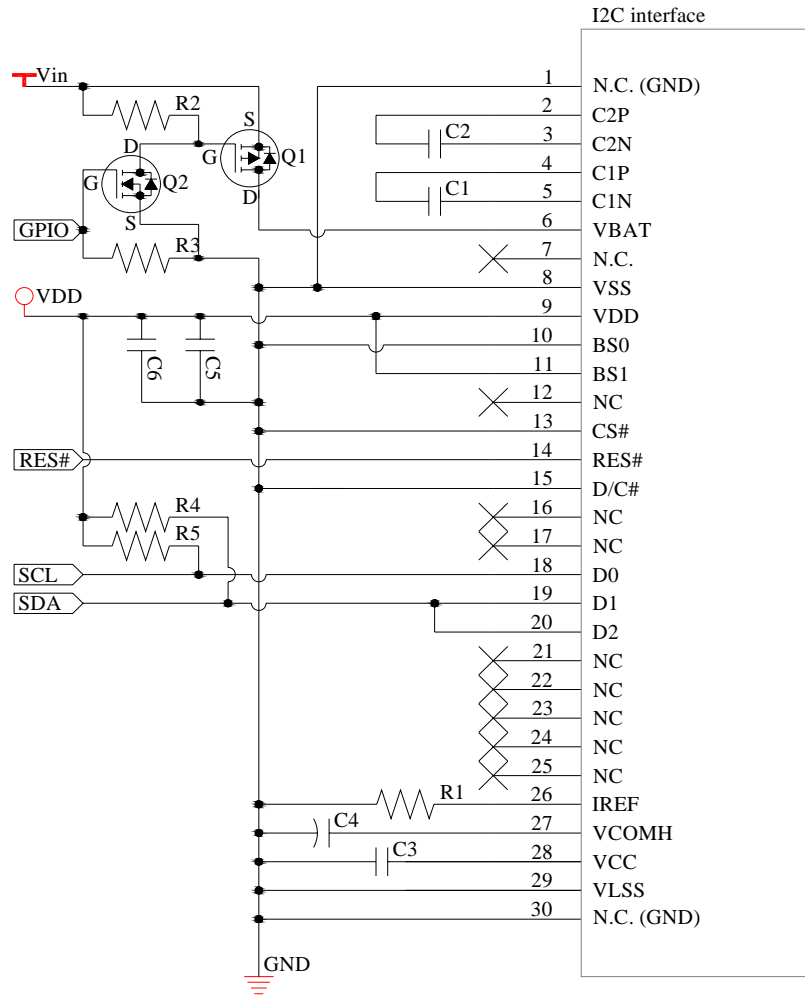 I2C interface
Vin
1 N.C. (GND)
R2
2 C2P
S
C2
D
3 C2N
G
Q1
G
Q2
4 C1P
D
C1
5 C1N
S
GPIO
6 VBAT
R3
7 N.C.
8 VSS
VDD
9 VDD
10 BS0
C6
C5
11 BS1
12 NC
13 CS#
RES#
14 RES#
15 D/C#
R4
16 NC
R5
17 NC
SCL
18 D0
SDA
19 D1
20 D2
21 NC
22 NC
23 NC
24 NC
25 NC
R1
26 IREF
C4
27 VCOMH
C3
28 VCC
29 VLSS
30 N.C. (GND)
GND